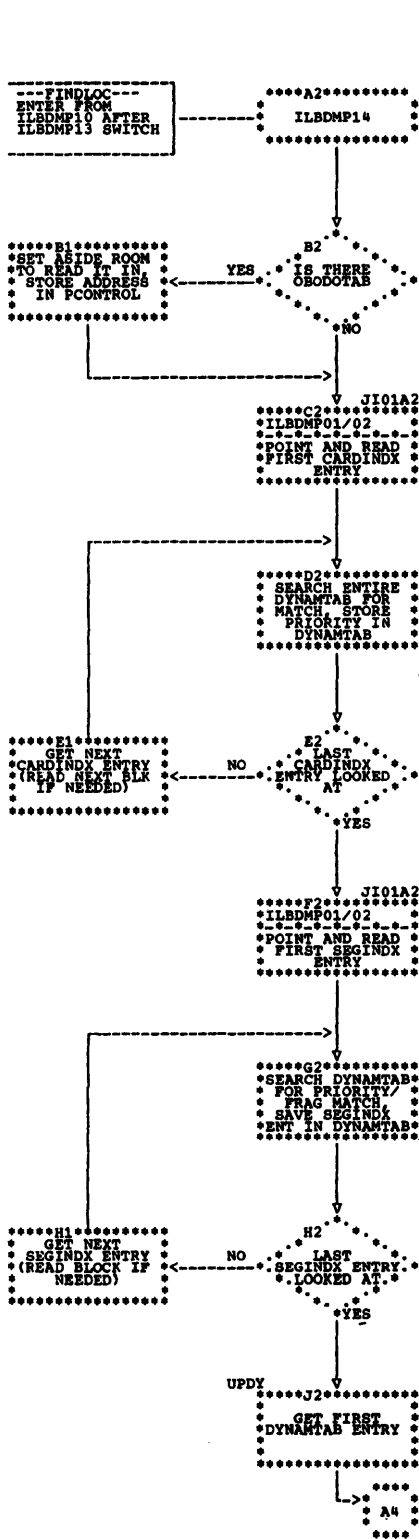 ---FINDLOC---
ENTER FROM
ILBDMP10 AFTER
ILBDMP13 SWITCH
A2
ILBDMP14
B1
SET ASIDE ROOM
TO READ IT IN,
STORE ADDRESS
IN PCONTROL
YES
B2
IS THERE
OBODOTAB
NO
JI01A2
C2
ILBDMP01/02
POINT AND READ
FIRST CARDINDX
ENTRY
D2
SEARCH ENTIRE
DYNAMTAB FOR
MATCH, STORE
PRIORITY IN
DYNAMTAB
E1
GET NEXT
CARDINDX ENTRY
(READ NEXT BLK
IF NEEDED)
NO
E2
LAST
CARDINDX
ENTRY LOOKED
AT
YES
JI01A2
F2
ILBDMP01/02
POINT AND READ
FIRST SEGINDX
ENTRY
G2
SEARCH DYNAMTAB
FOR PRIORITY/
FRAG MATCH,
SAVE SEGINDX
ENT IN DYNAMTAB
H1
GET NEXT
SEGINDX ENTRY
(READ BLOCK IF
NEEDED)
NO
H2
LAST
SEGINDX ENTRY
LOOKED AT
YES
UPDY
J2
GET FIRST
DYNAMTAB ENTRY
A4